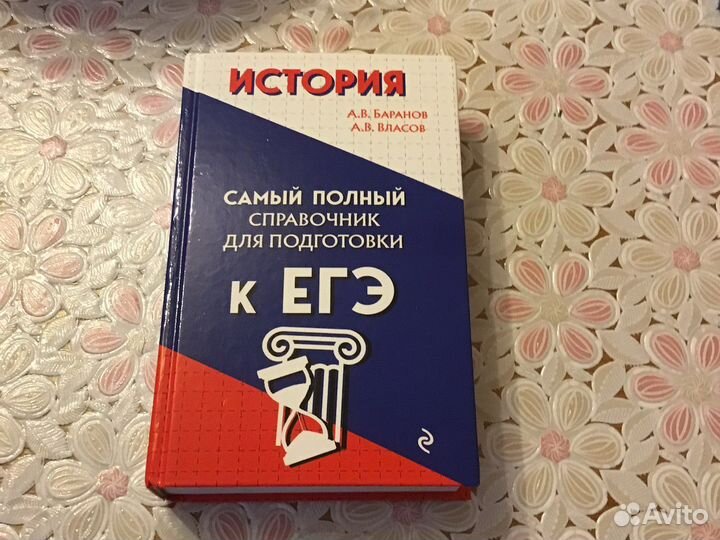 ИСТОРИЯ
А.В. БАРАНОВ
А.В. ВЛАСОВ
САМЫЙ ПОЛНЫЙ
СПРАВОЧНИК
ДЛЯ ПОДГОТОВКИ
К ЕГЭ
Avito